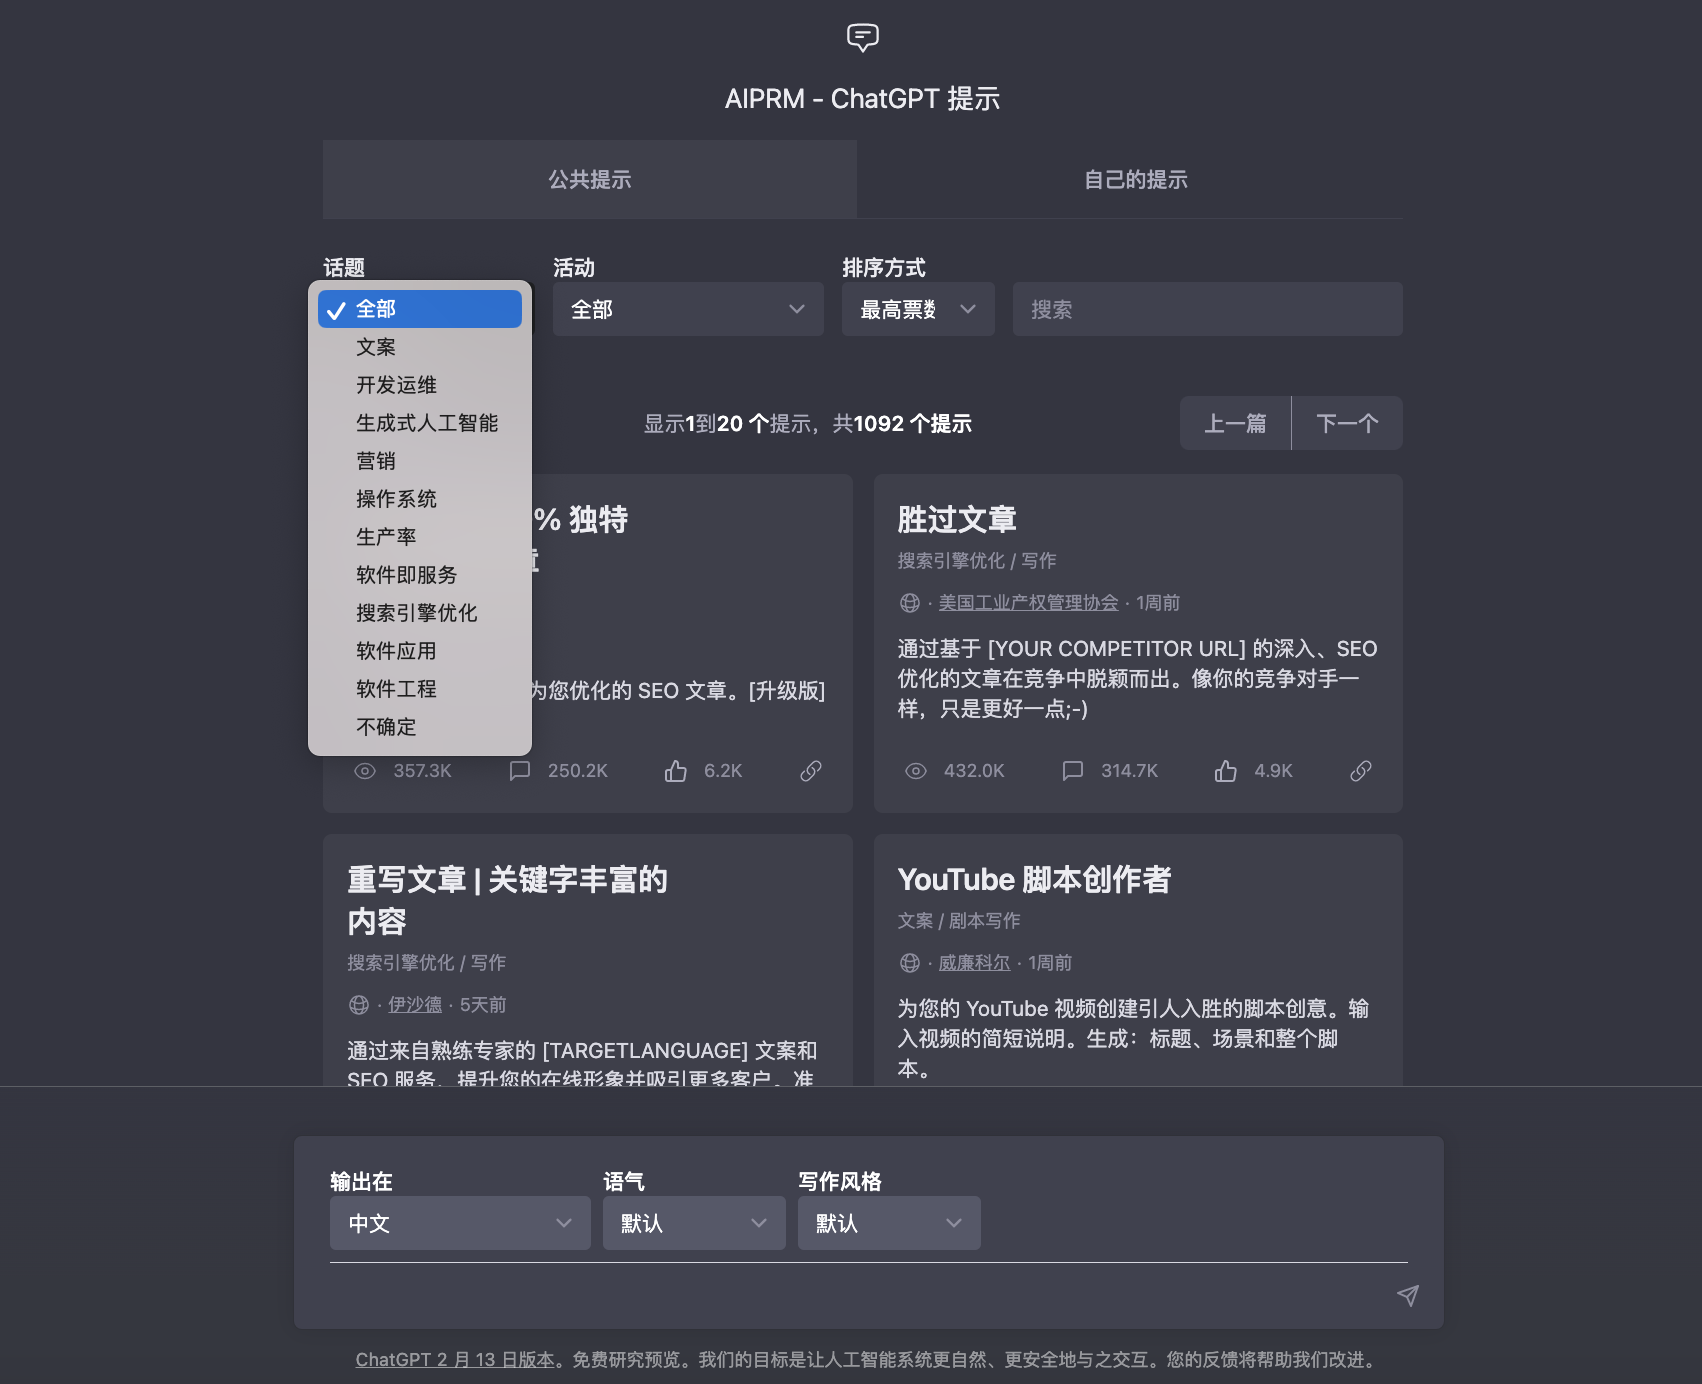 AIPRM - ChatGPT 提示
公共提示
自己的提示
话题
活动
排序方式
全部
文案
开发运维
生成式人工智能
营销
操作系统
生产率
软件即服务
搜索引擎优化
软件应用
软件工程
不确定
全部
最高票数
搜索
显示1到20 个提示，共1092 个提示
上一篇
下一个
% 独特
为您优化的 SEO 文章。[升级版]
357.3K 250.2K 6.2K
胜过文章
搜索引擎优化 / 写作
· 美国工业产权管理协会 · 1周前
通过基于 [YOUR COMPETITOR URL] 的深入、SEO
优化的文章在竞争中脱颖而出。像你的竞争对手一
样，只是更好一点;-)
432.0K 314.7K 4.9K
重写文章 | 关键字丰富的
内容
搜索引擎优化 / 写作
· 伊沙德 · 5天前
通过来自熟练专家的 [TARGETLANGUAGE] 文案和
SEO 服务，提升您的在线形象并吸引更多客户。准
YouTube 脚本创作者
文案 / 剧本写作
· 威廉科尔 · 1周前
为您的 YouTube 视频创建引人入胜的脚本创意。输
入视频的简短说明。生成：标题、场景和整个脚
本。
输出在
语气
写作风格
中文
默认
默认
ChatGPT 2 月 13 日版本。免费研究预览。我们的目标是让人工智能系统更自然、更安全地与之交互。您的反馈将帮助我们改进。